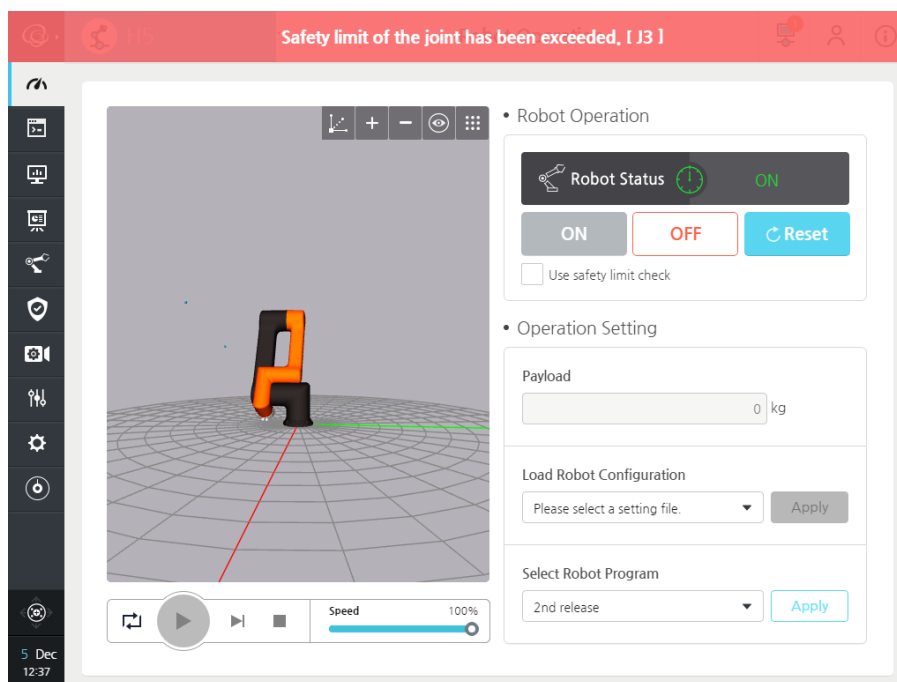 H5
Safety limit of the joint has been exceeded, [ J3 ]
Robot Operation
Robot Status
ON
ON
OFF
Reset
Use safety limit check
Operation Setting
Payload
0 kg
Load Robot Configuration
Please select a setting file.
Apply
Select Robot Program
2nd release
Apply
Speed
100%
5 Dec
12:37